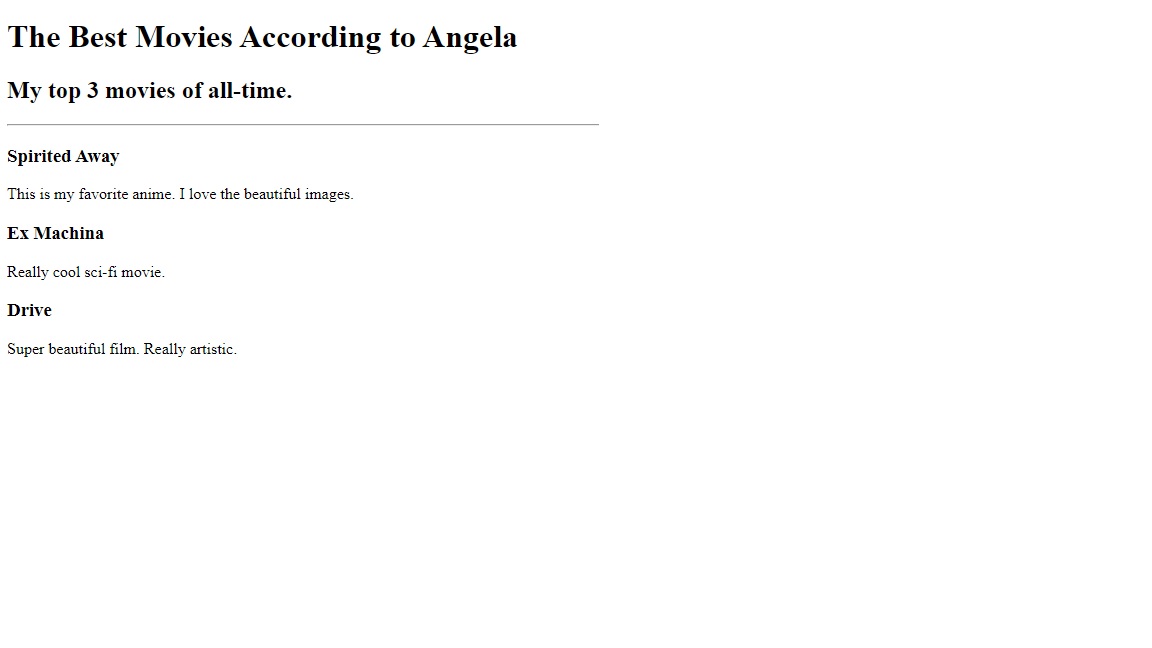 The Best Movies According to Angela
My top 3 movies of all-time.
Spirited Away
This is my favorite anime. I love the beautiful images.
Ex Machina
Really cool sci-fi movie.
Drive
Super beautiful film. Really artistic.